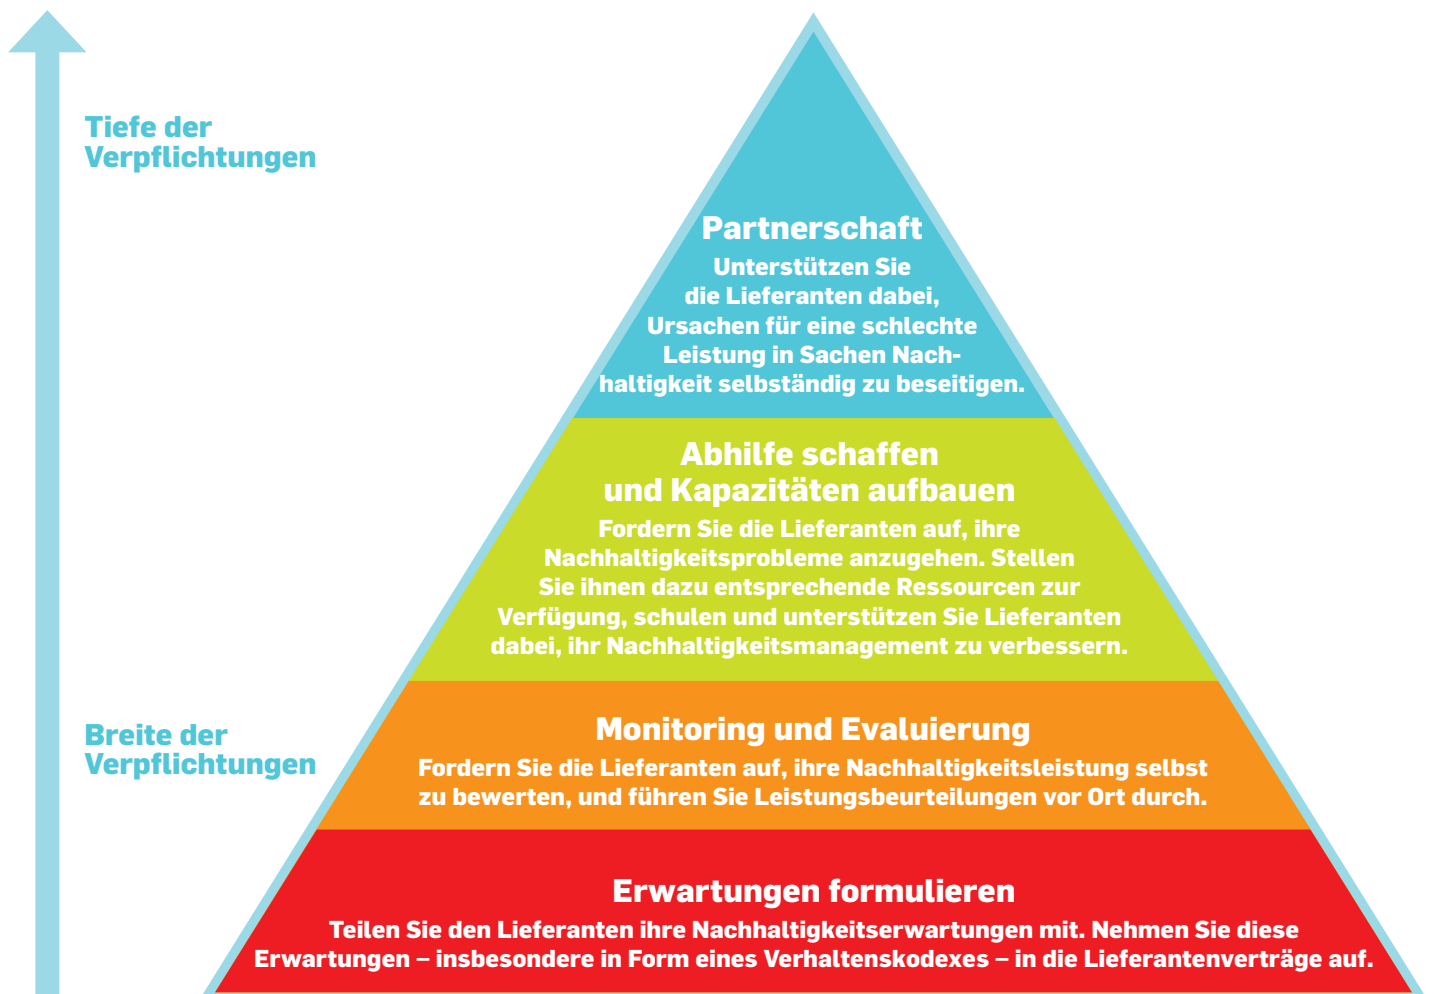 Tiefe der
Verpflichtungen
Partnerschaft
Unterstützen Sie
die Lieferanten dabei,
Ursachen für eine schlechte
Leistung in Sachen Nach-
haltigkeit selbständig zu beseitigen.
Abhilfe schaffen
und Kapazitäten aufbauen
Fordern Sie die Lieferanten auf, ihre
Nachhaltigkeitsprobleme anzugehen. Stellen
Sie ihnen dazu entsprechende Ressourcen zur
Verfügung, schulen und unterstützen Sie Lieferanten
dabei, ihr Nachhaltigkeitsmanagement zu verbessern.
Breite der
Verpflichtungen
Monitoring und Evaluierung
Fordern Sie die Lieferanten auf, ihre Nachhaltigkeitsleistung selbst
zu bewerten, und führen Sie Leistungsbeurteilungen vor Ort durch.
Erwartungen formulieren
Teilen Sie den Lieferanten ihre Nachhaltigkeitserwartungen mit. Nehmen Sie diese
Erwartungen – insbesondere in Form eines Verhaltenskodexes – in die Lieferantenverträge auf.